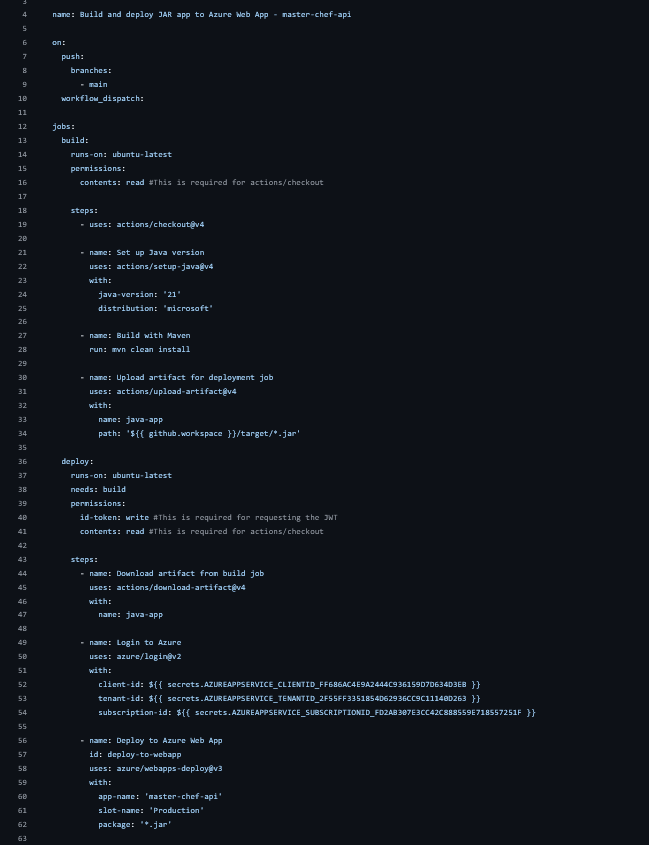 3
4 name: Build and deploy JAR app to Azure Web App - master-chef-api
5
6 on:
7 push:
8 branches:
9 - main
10 workflow_dispatch:
11
12 jobs:
13 build:
14 runs-on: ubuntu-latest
15 permissions:
16 contents: read #This is required for actions/checkout
17
18 steps:
19 - uses: actions/checkout@v4
20
21 - name: Set up Java version
22 uses: actions/setup-java@v4
23 with:
24 java-version: '21'
25 distribution: 'microsoft'
26
27 - name: Build with Maven
28 run: mvn clean install
29
30 - name: Upload artifact for deployment job
31 uses: actions/upload-artifact@v4
32 with:
33 name: java-app
34 path: '${{ github.workspace }}/target/*.jar'
35
36 deploy:
37 runs-on: ubuntu-latest
38 needs: build
39 permissions:
40 id-token: write #This is required for requesting the JWT
41 contents: read #This is required for actions/checkout
42
43 steps:
44 - name: Download artifact from build job
45 uses: actions/download-artifact@v4
46 with:
47 name: java-app
48
49 - name: Login to Azure
50 uses: azure/login@v2
51 with:
52 client-id: ${{ secrets.AZUREAPPSERVICE_CLIENTID_FF686AC4E9A2444C936159D7D634D3EB }}
53 tenant-id: ${{ secrets.AZUREAPPSERVICE_TENANTID_2F55FF3351854D62936CC9C11140D263 }}
54 subscription-id: ${{ secrets.AZUREAPPSERVICE_SUBSCRIPTIONID_FD2AB307E3CC42C888559E718557251F }}
55
56 - name: Deploy to Azure Web App
57 id: deploy-to-webapp
58 uses: azure/webapps-deploy@v3
59 with:
60 app-name: 'master-chef-api'
61 slot-name: 'Production'
62 package: '*.jar'
63